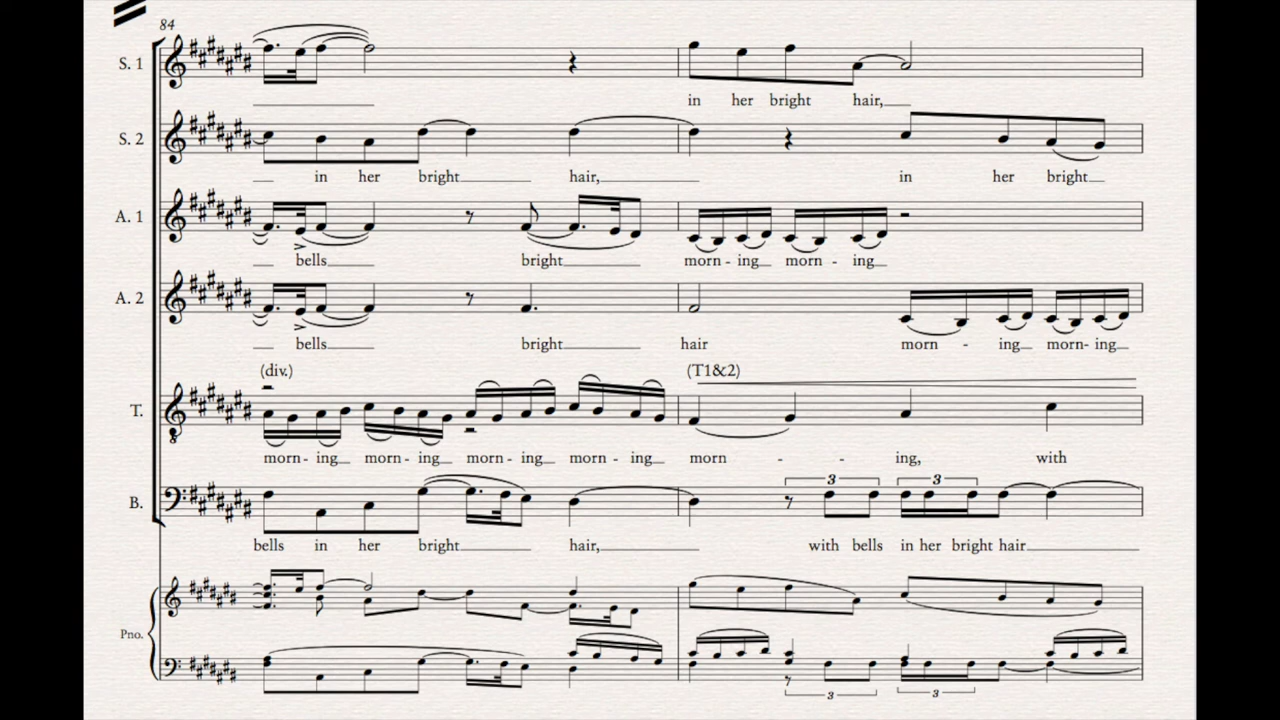 84
S. 1
in her bright hair,
S. 2
in her bright hair, in her bright
A. 1
bells bright morn - ing morn - ing
A. 2
bells bright hair morn - ing morn- ing
(div.) (T1&2)
T.
8
morn- ing morn- ing morn- ing morn- ing morn - - ing, with
3 3
B.
bells in her bright hair, with bells in her bright hair
Pno.
3 3